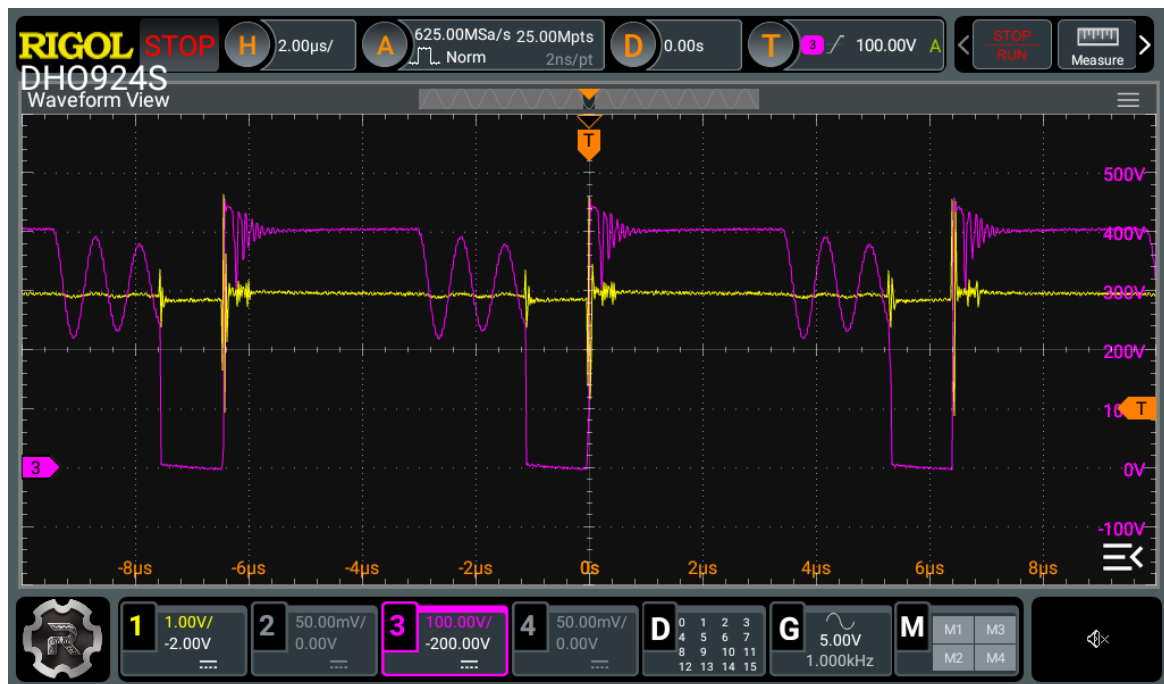 RIGOL STOP H 2.00µs/ A 625.00MSa/s 25.00Mpts D 0.00s T 3 100.00V A STOP
Norm 2ns/pt RUN Measure
DHO924S
Waveform View
T
500V
400V
300V
200V
T
3 0V
-100V
-8µs -6µs -4µs -2µs 0s 2µs 4µs 6µs 8µs
1 1.00V/ 2 50.00mV/ 3 100.00V/ 4 50.00mV/ D 0 1 2 3 G M M1 M3
-2.00V 0.00V -200.00V 0.00V 4 5 6 7 5.00V
8 9 10 11 1.000kHz M2 M4
12 13 14 15
R